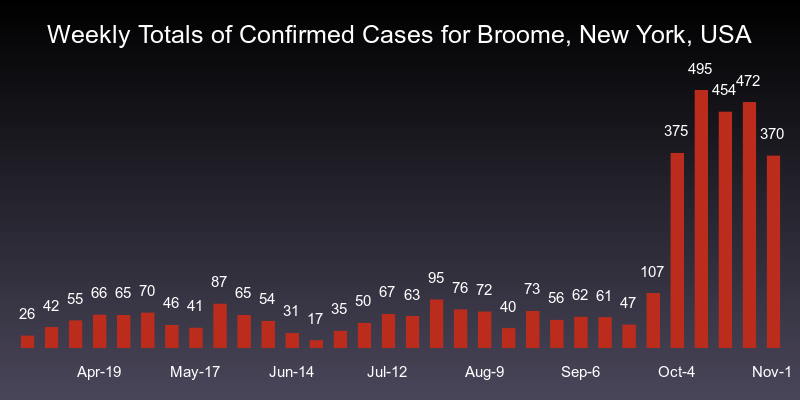 Weekly Totals of Confirmed Cases for Broome, New York, USA
26 42 55 66 65 70 46 41 87 65 54 31 17 35 50 67 63 95 76 72 40 73 56 62 61 47 107 375 495 454 472 370
Apr-19 May-17 Jun-14 Jul-12 Aug-9 Sep-6 Oct-4 Nov-1